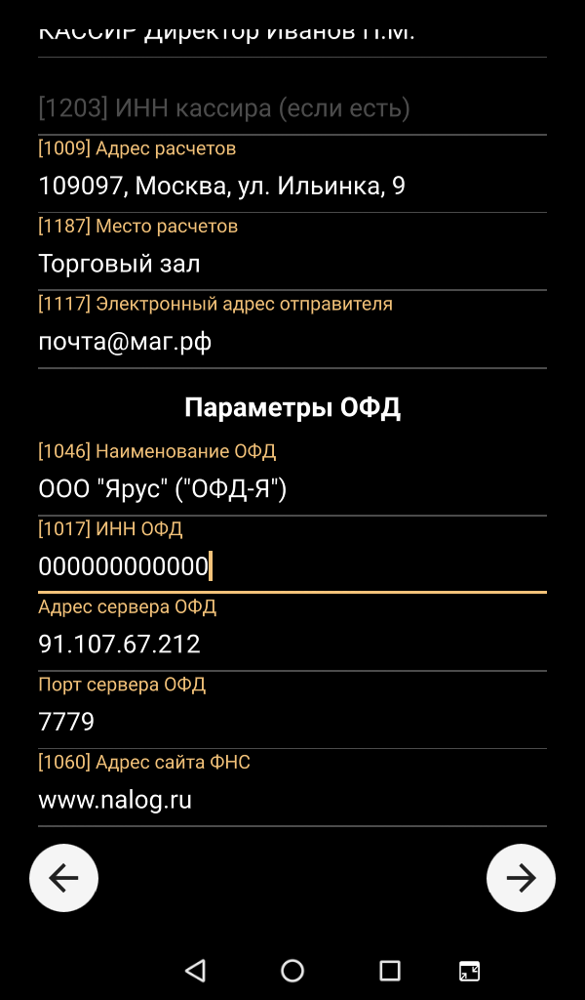 КАССИР Директор Иванов П.М.
[1203] ИНН кассира (если есть)
[1009] Адрес расчетов
109097, Москва, ул. Ильинка, 9
[1187] Место расчетов
Торговый зал
[1117] Электронный адрес отправителя
почта@маг.рф
Параметры ОФД
[1046] Наименование ОФД
ООО "Ярус" ("ОФД-Я")
[1017] ИНН ОФД
000000000000
Адрес сервера ОФД
91.107.67.212
Порт сервера ОФД
7779
[1060] Адрес сайта ФНС
www.nalog.ru